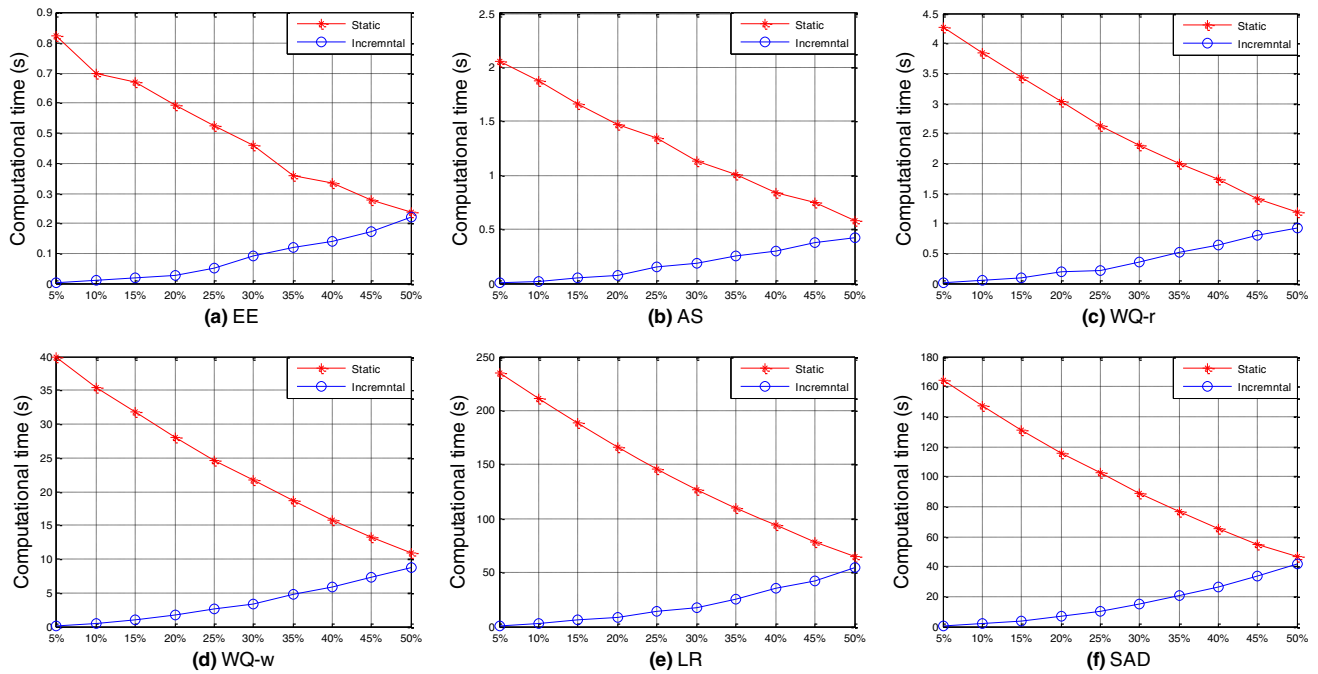 Computational time (s)
0.9
0.8
0.7
0.6
0.5
0.4
0.3
0.2
0.1
0
Static
Incremntal
5% 10% 15% 20% 25% 30% 35% 40% 45% 50%
(a) EE
Computational time (s)
2.5
2
1.5
1
0.5
0
Static
Incremntal
5% 10% 15% 20% 25% 30% 35% 40% 45% 50%
(b) AS
Computational time (s)
4.5
4
3.5
3
2.5
2
1.5
1
0.5
0
Static
Incremntal
5% 10% 15% 20% 25% 30% 35% 40% 45% 50%
(c) WQ-r
Computational time (s)
40
35
30
25
20
15
10
5
0
Static
Incremntal
5% 10% 15% 20% 25% 30% 35% 40% 45% 50%
(d) WQ-w
Computational time (s)
250
200
150
100
50
0
Static
Incremntal
5% 10% 15% 20% 25% 30% 35% 40% 45% 50%
(e) LR
Computational time (s)
180
160
140
120
100
80
60
40
20
0
Static
Incremntal
5% 10% 15% 20% 25% 30% 35% 40% 45% 50%
(f) SAD